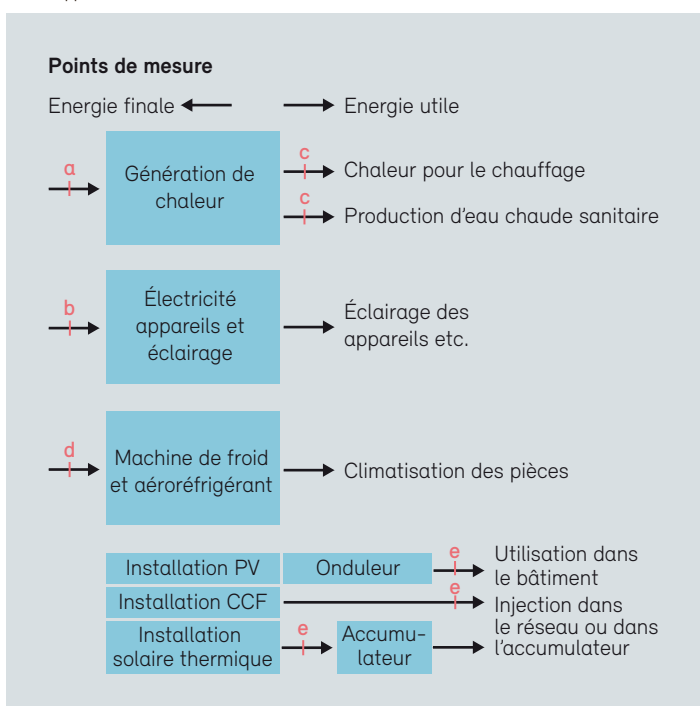 Points de mesure
Energie finale
Energie utile
a
Génération de
chaleur
c
Chaleur pour le chauffage
c
Production d'eau chaude sanitaire
b
Électricité
appareils et
éclairage
Éclairage des
appareils etc.
d
Machine de froid
et aéroréfrigérant
Climatisation des pièces
Installation PV
Onduleur
e
Utilisation dans
le bâtiment
Installation CCF
e
Injection dans
le réseau ou dans
l'accumulateur
Installation
solaire thermique
e
Accumu-
lateur